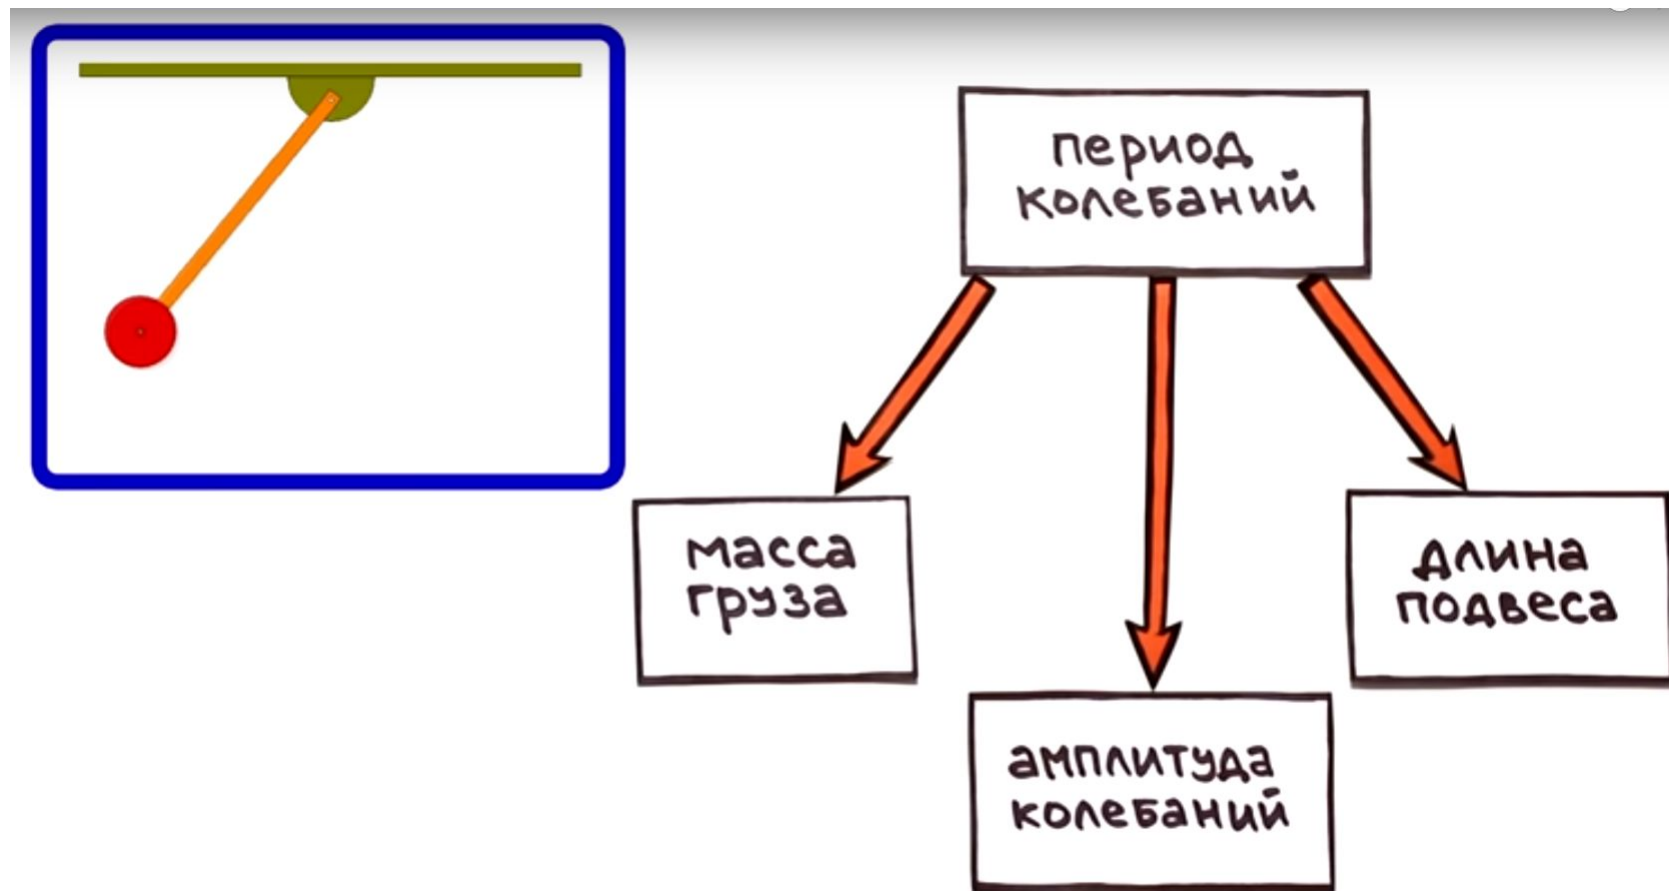 период
колебаний
масса
груза
длина
подвеса
амплитуда
колебаний